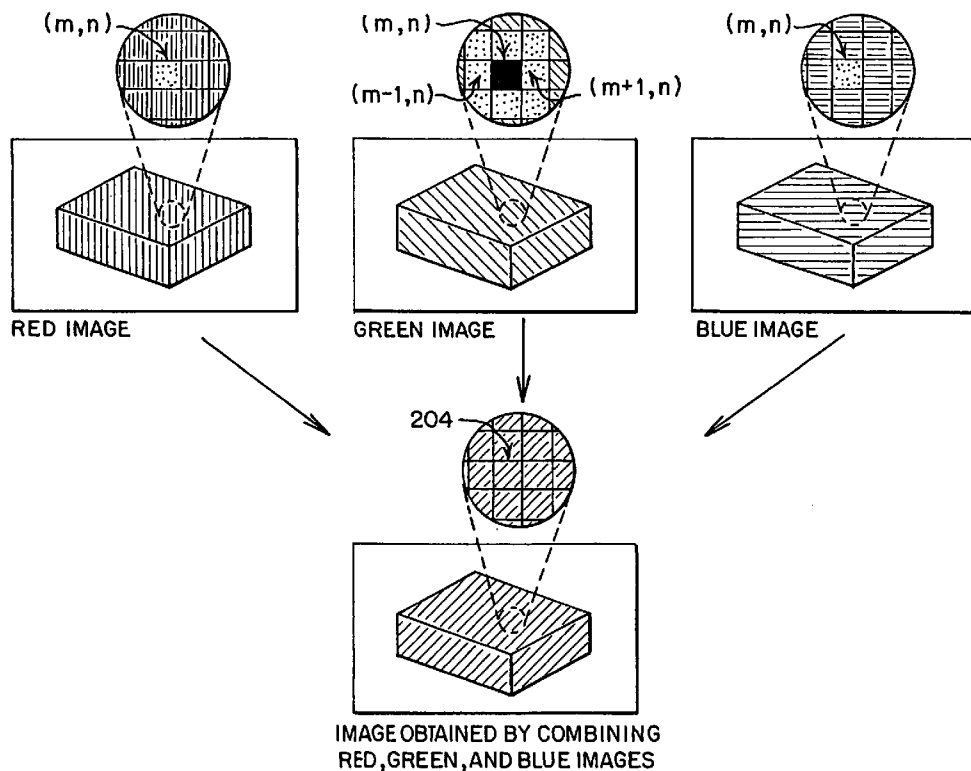 (m,n)
(m,n)
(m-1,n)
(m+1,n)
(m,n)
RED IMAGE
GREEN IMAGE
BLUE IMAGE
204
IMAGE OBTAINED BY COMBINING
RED, GREEN, AND BLUE IMAGES